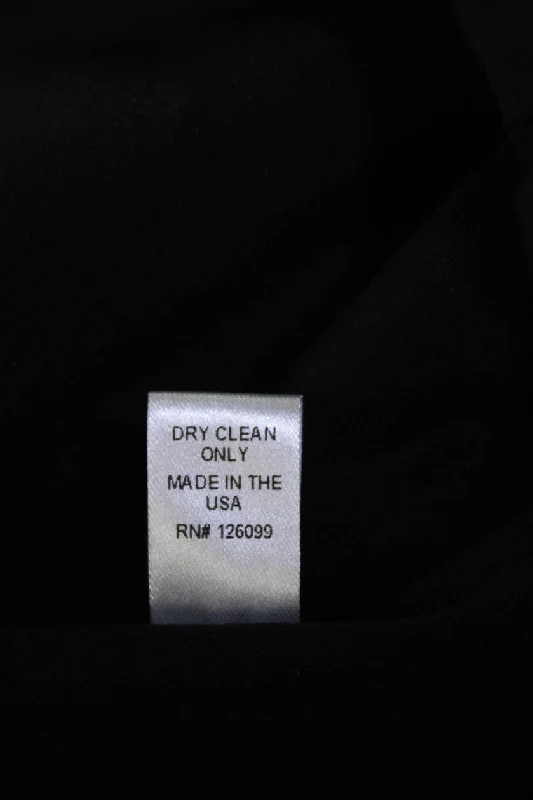 DRY CLEAN
ONLY
MADE IN THE
USA
RN# 126099